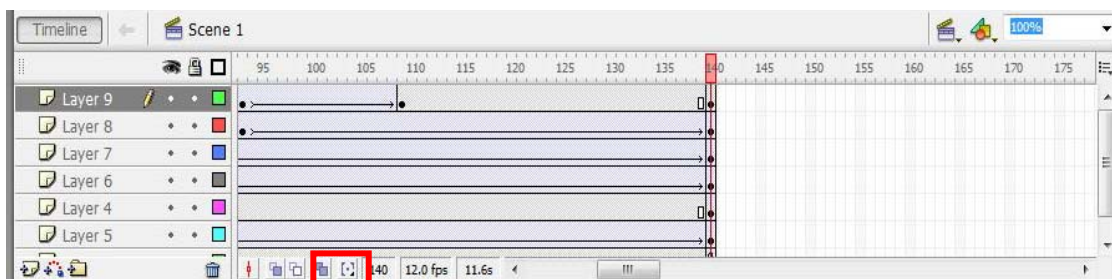 Timeline Scene 1 100%
95 100 105 110 115 120 125 130 135 140 145 150 155 160 165 170 175
Layer 9
Layer 8
Layer 7
Layer 6
Layer 4
Layer 5
140 12.0 fps 11.6s